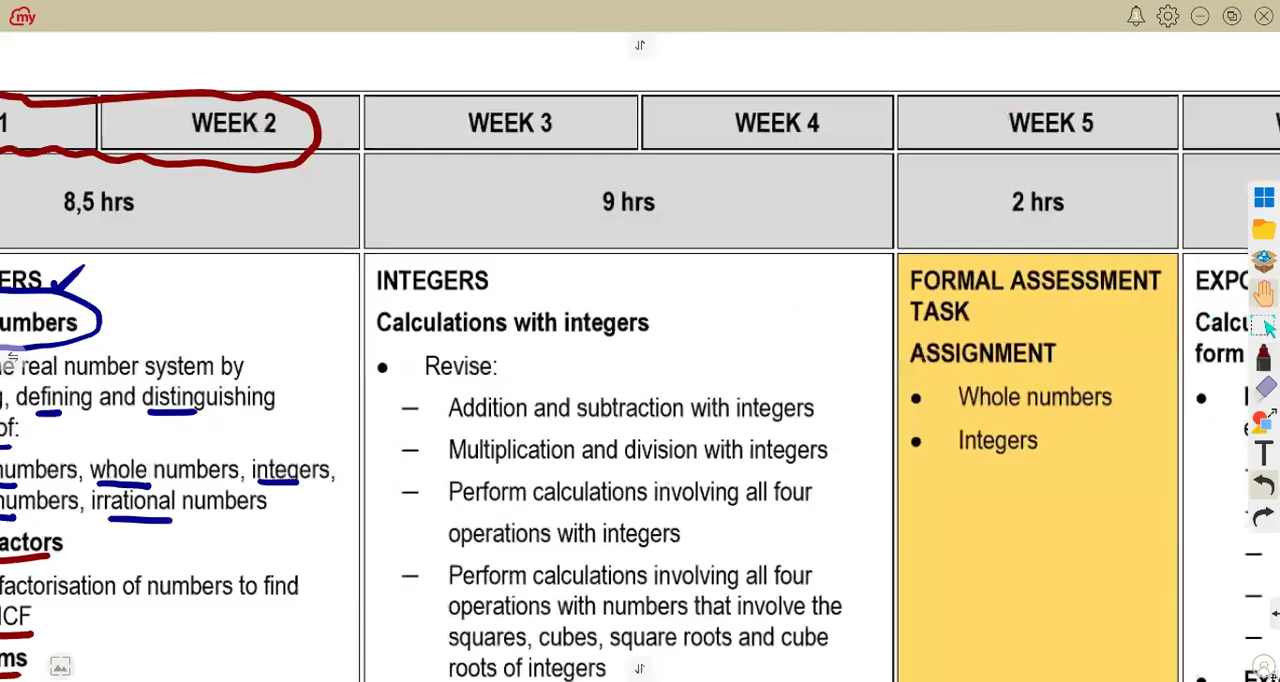 my
1
WEEK 2
WEEK 3
WEEK 4
WEEK 5
8,5 hrs
9 hrs
2 hrs
ERS
umbers
e real number system by
g, defining and distinguishing
of:
numbers, whole numbers, integers,
numbers, irrational numbers
actors
factorisation of numbers to find
HCF
ms
INTEGERS
Calculations with integers
● Revise:
— Addition and subtraction with integers
— Multiplication and division with integers
— Perform calculations involving all four
operations with integers
— Perform calculations involving all four
operations with numbers that involve the
squares, cubes, square roots and cube
roots of integers
FORMAL ASSESSMENT
TASK
ASSIGNMENT
● Whole numbers
● Integers
EXPO
Calcu
form
T